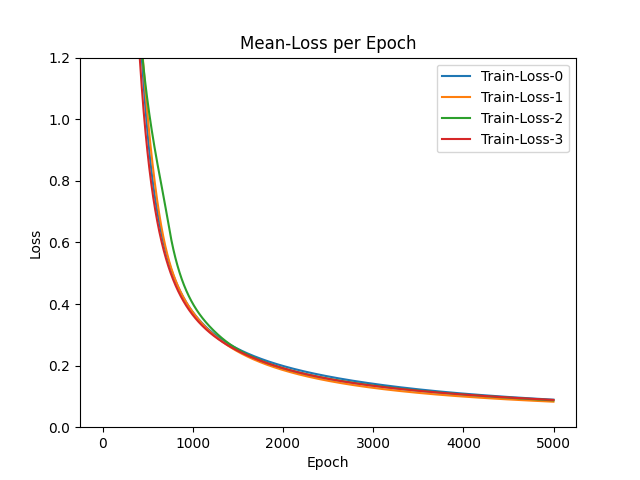 Mean-Loss per Epoch
Train-Loss-0
Train-Loss-1
Train-Loss-2
Train-Loss-3
Loss
1.2
1.0
0.8
0.6
0.4
0.2
0.0
0 1000 2000 3000 4000 5000
Epoch